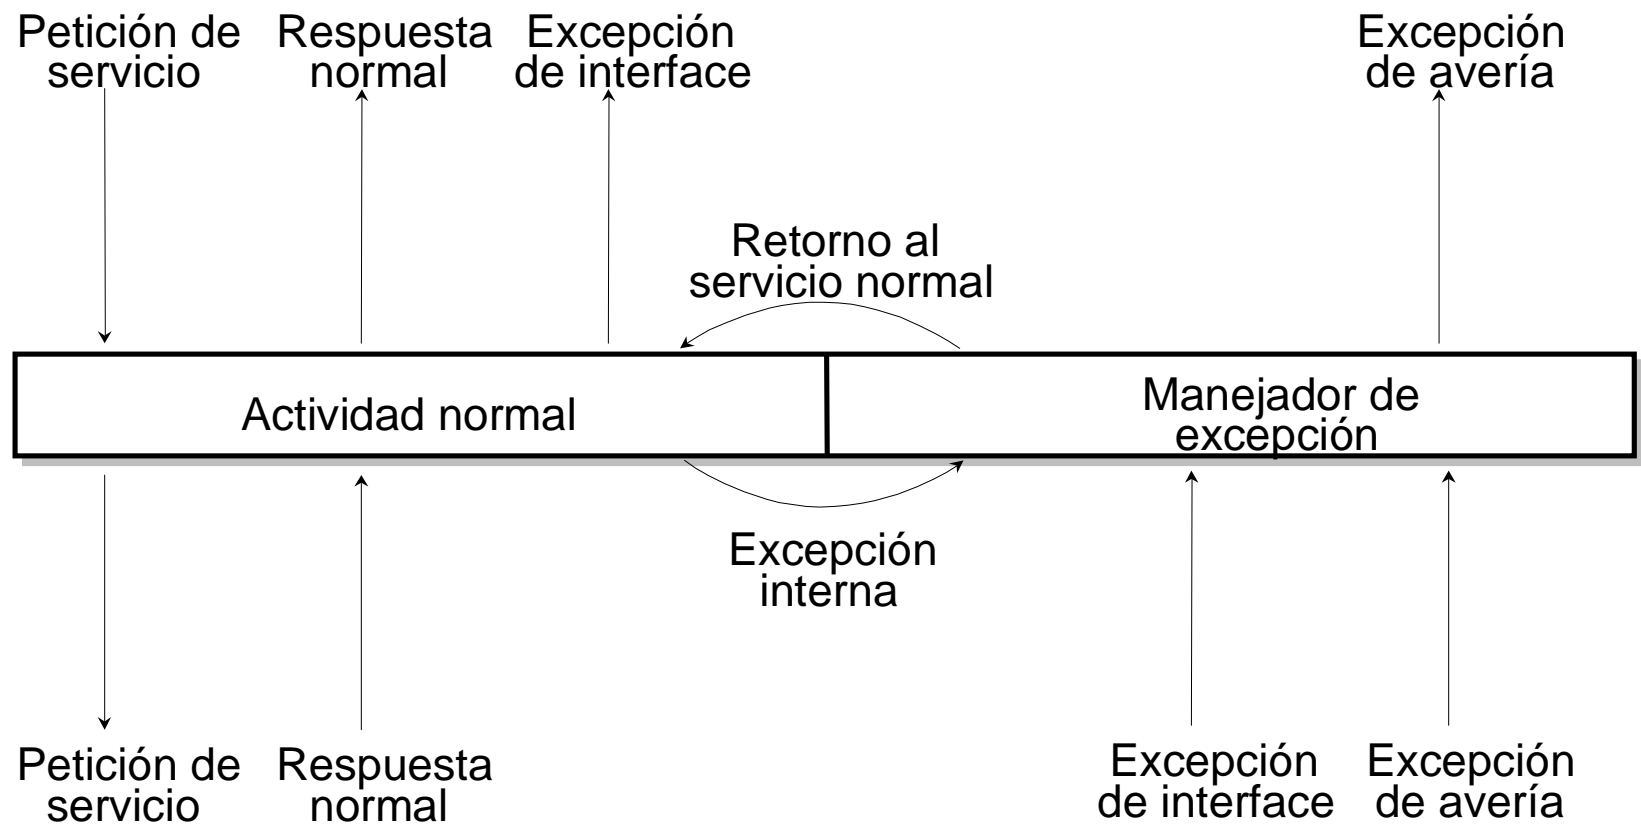 Petición de
servicio
Respuesta
normal
Excepción
de interface
Excepción
de avería
Retorno al
servicio normal
Actividad normal
Manejador de
excepción
Excepción
interna
Petición de
servicio
Respuesta
normal
Excepción
de interface
Excepción
de avería